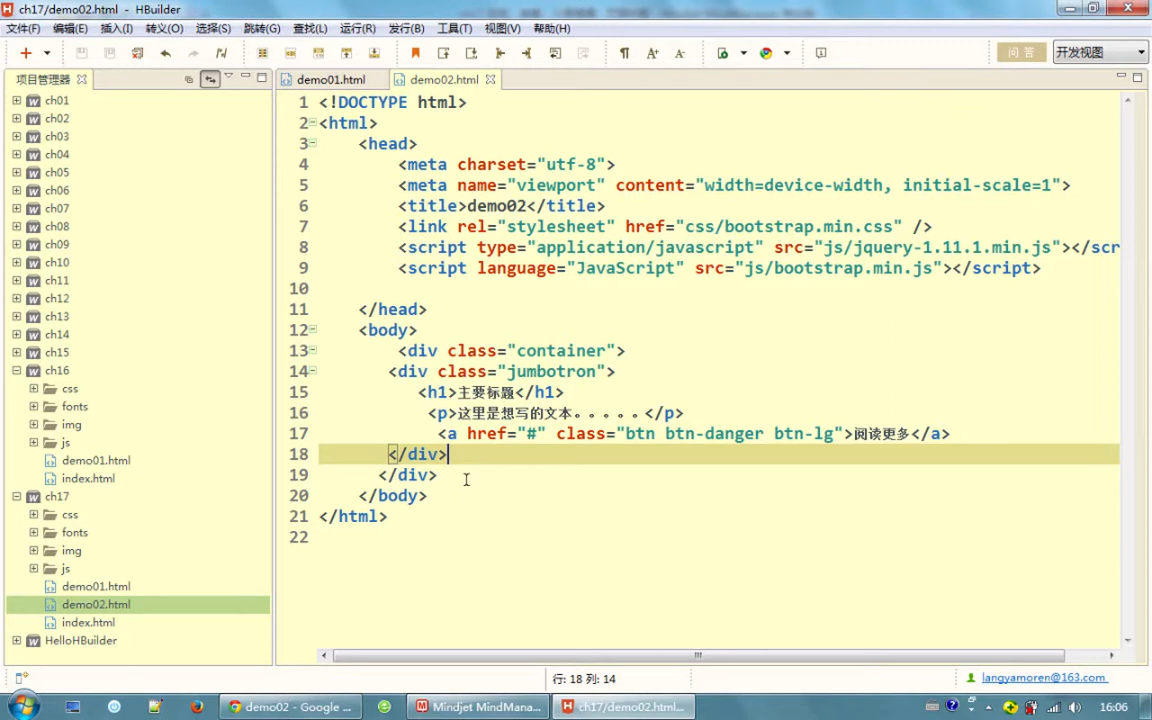 ch17/demo02.html - HBuilder
文件(F) 编辑(E) 插入(I) 转义(O) 选择(S) 跳转(G) 查找(L) 运行(R) 发行(B) 工具(T) 视图(V) 帮助(H)
问 答 开发视图
项目管理器
demo01.html demo02.html
ch01
ch02
ch03
ch04
ch05
ch06
ch07
ch08
ch09
ch10
ch11
ch12
ch13
ch14
ch15
ch16
css
fonts
img
js
demo01.html
index.html
ch17
css
fonts
img
js
demo01.html
demo02.html
index.html
HelloHBuilder
1 <!DOCTYPE html>
2 <html>
3 <head>
4 <meta charset="utf-8">
5 <meta name="viewport" content="width=device-width, initial-scale=1">
6 <title>demo02</title>
7 <link rel="stylesheet" href="css/bootstrap.min.css" />
8 <script type="application/javascript" src="js/jquery-1.11.1.min.js"></scr
9 <script language="JavaScript" src="js/bootstrap.min.js"></script>
10
11 </head>
12 <body>
13 <div class="container">
14 <div class="jumbotron">
15 <h1>主要标题</h1>
16 <p>这里是想写的文本。。。。。</p>
17 <a href="#" class="btn btn-danger btn-lg">阅读更多</a>
18 </div>
19 </div>
20 </body>
21 </html>
22
行: 18 列: 14
langyamoren@163.com
demo02 - Google ... Mindjet MindMana... ch17/demo02.html... 16:06